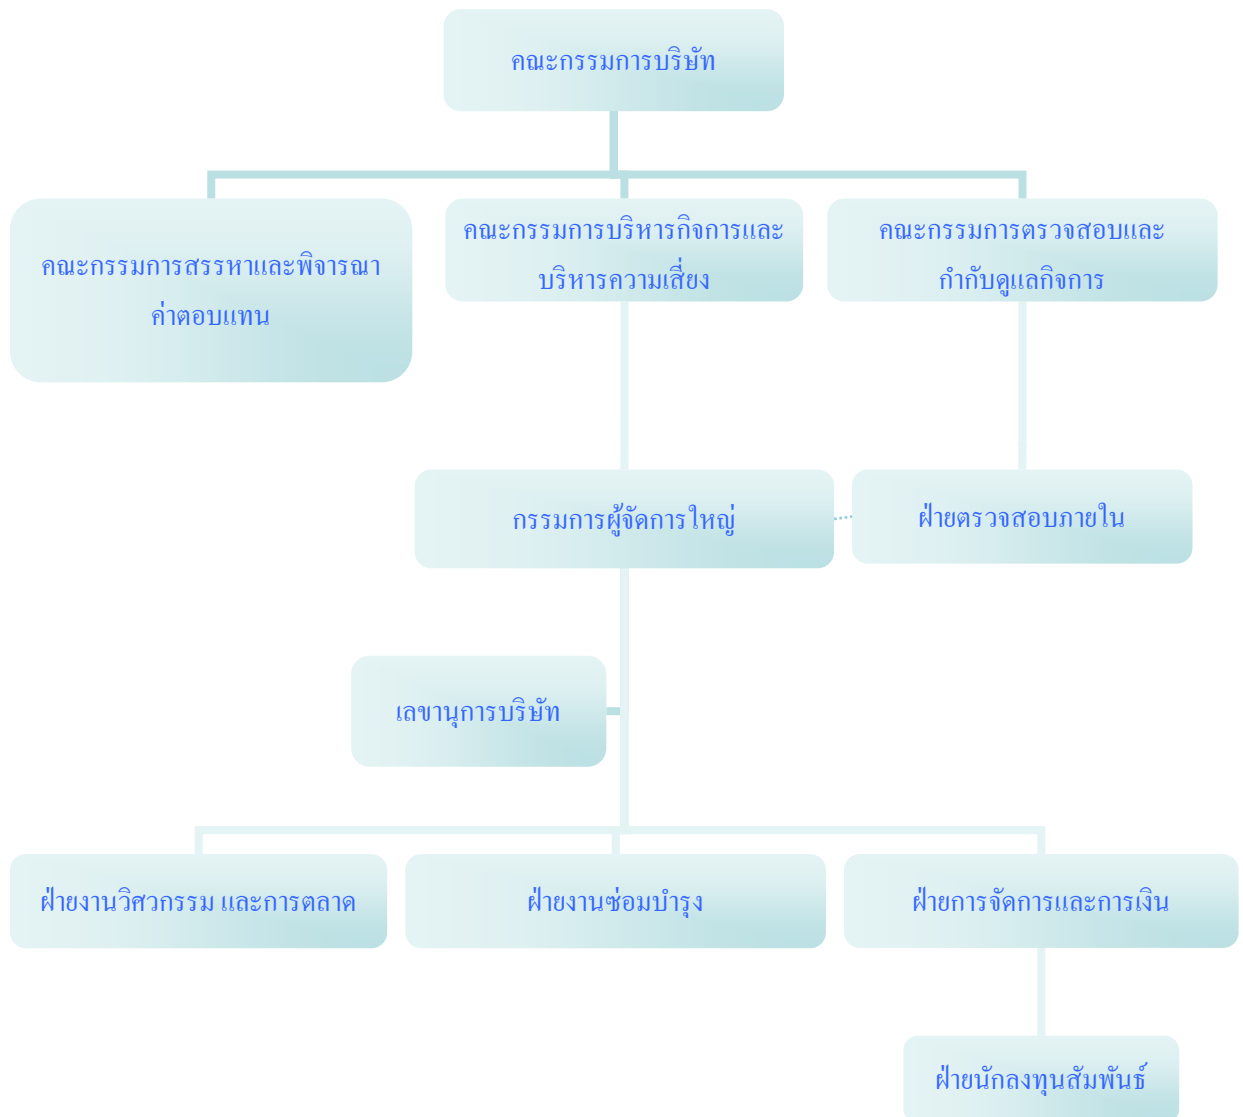 คณะกรรมการบริษัท
คณะกรรมการสรรหาและพิจารณา
ค่าตอบแทน
คณะกรรมการบริหารกิจการและ
บริหารความเสี่ยง
คณะกรรมการตรวจสอบและ
กำกับดูแลกิจการ
กรรมการผู้จัดการใหญ่
ฝ่ายตรวจสอบภายใน
เลขานุการบริษัท
ฝ่ายงานวิศวกรรม และการตลาด
ฝ่ายงานซ่อมบำรุง
ฝ่ายการจัดการและการเงิน
ฝ่ายนักลงทุนสัมพันธ์